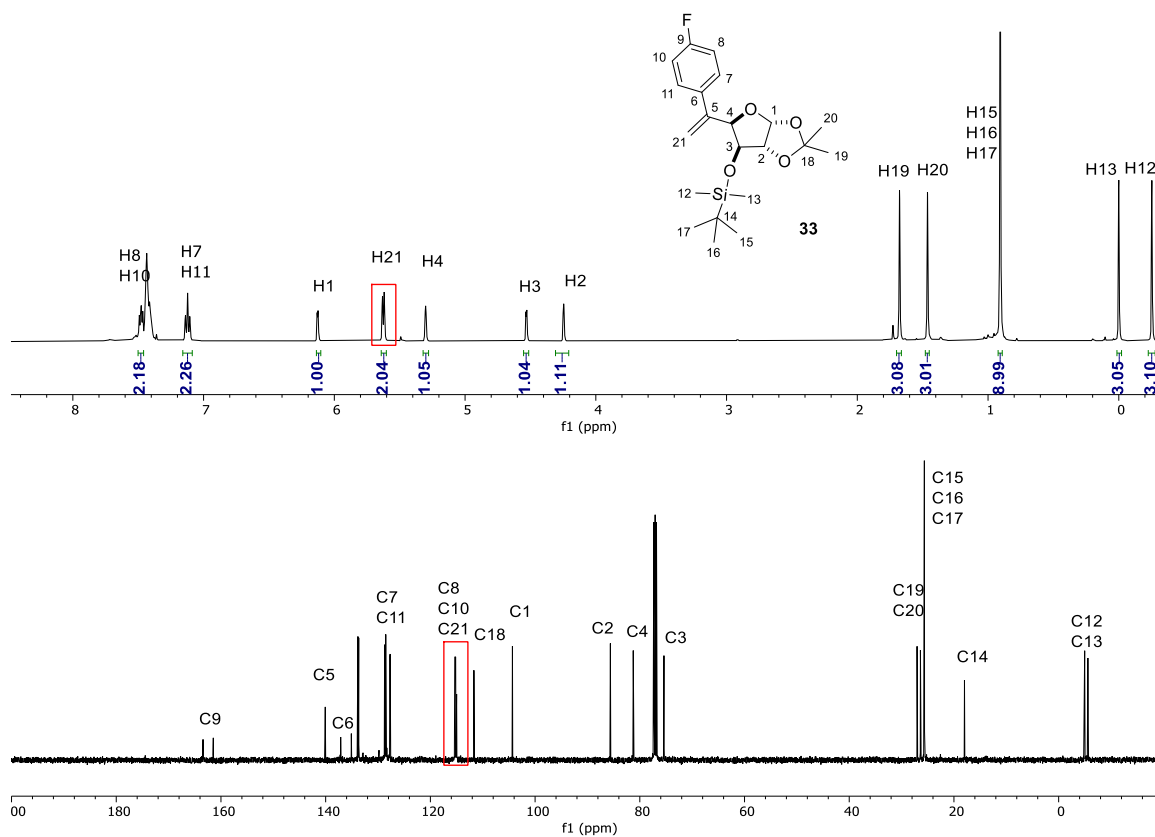 F
9
8
10
7
11
6
5
4
O
1
O
20
21
3
2
O
18
19
O
12
Si
13
14
17
15
16
33
H8
H10
H7
H11
H1
H21
H4
H3
H2
H19
H20
H15
H16
H17
H13
H12
2.18
2.26
1.00
2.04
1.05
1.04
1.11
3.08
3.01
8.99
3.05
3.10
8 7 6 5 4 3 2 1 0
f1 (ppm)
C9
C5
C6
C7
C11
C8
C10
C21
C18
C1
C2
C4
C3
C19
C20
C15
C16
C17
C14
C12
C13
00 180 160 140 120 100 80 60 40 20 0
f1 (ppm)